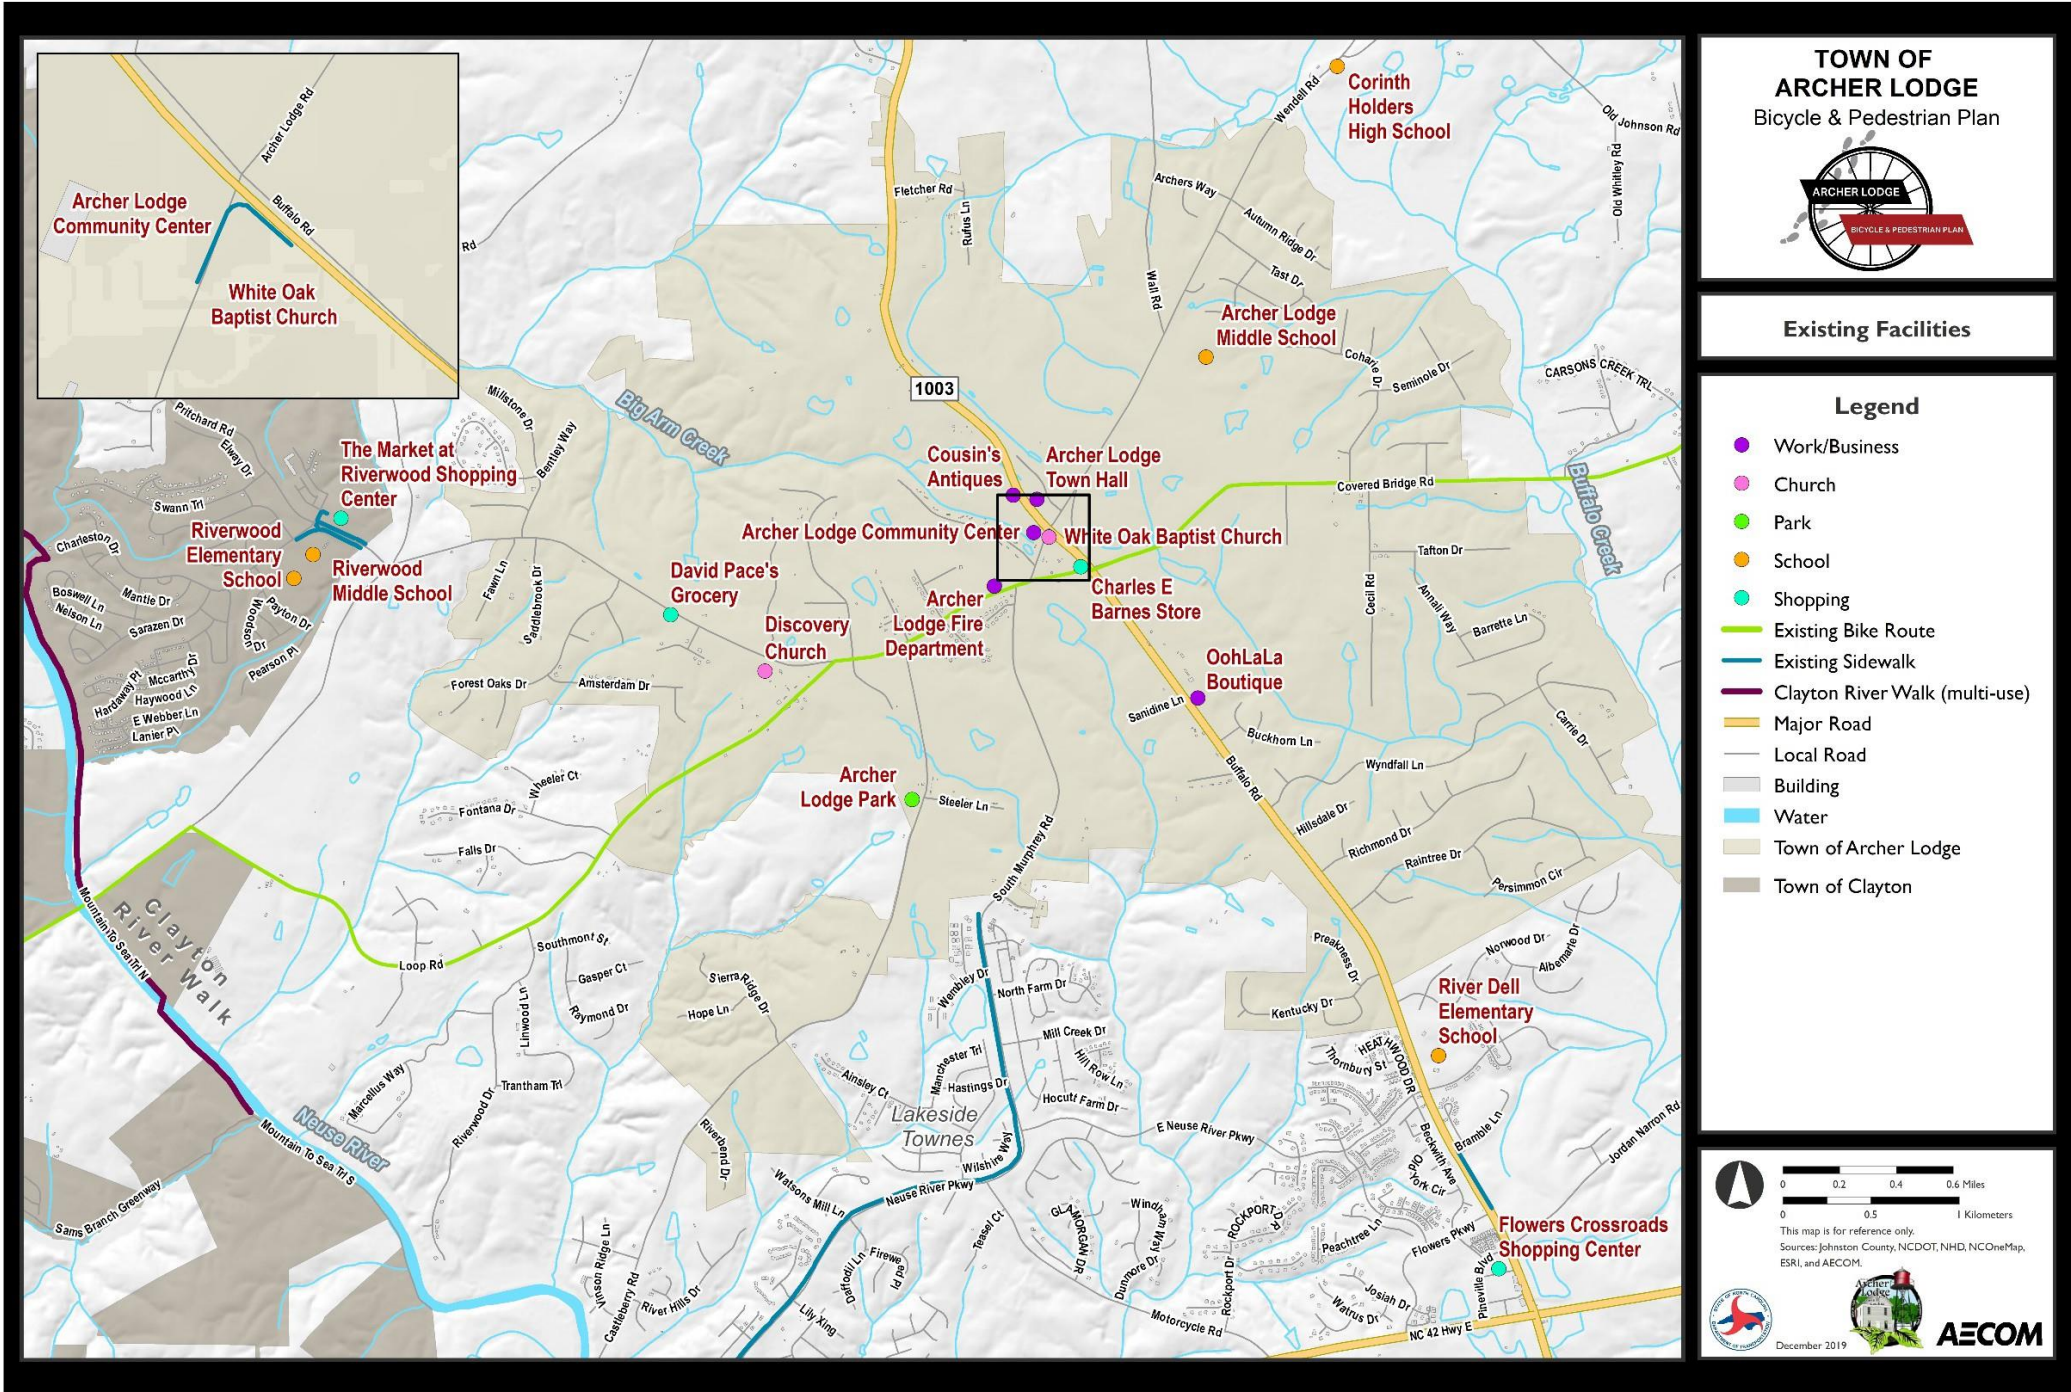 TOWN OF
ARCHER LODGE
Bicycle & Pedestrian Plan
ARCHER LODGE
BICYCLE & PEDESTRIAN PLAN
Existing Facilities
Legend
Work/Business
Church
Park
School
Shopping
Existing Bike Route
Existing Sidewalk
Clayton River Walk (multi-use)
Major Road
Local Road
Building
Water
Town of Archer Lodge
Town of Clayton
0 0.2 0.4 0.6 Miles
0 0.5 1 Kilometers
This map is for reference only.
Sources: Johnston County, NCDOT, NHD, NCOneMap,
ESRI, and AECOM.
December 2019
Archer
Lodge
AECOM
Archer Lodge Rd
Buffalo Rd
Archer Lodge
Community Center
White Oak
Baptist Church
Rd
Fletcher Rd
Rufus Ln
Wendell Rd
Corinth
Holders
High School
Old Johnson Rd
Old Whitley Rd
Archers Way
Autumn Ridge Dr
Tast Dr
Wall Rd
Archer Lodge
Middle School
Coharie Dr
Seminole Dr
CARSONS CREEK TRL
1003
Big Arm Creek
Millstone Dr
Bentley Way
Pritchard Rd
Elway Dr
The Market at
Riverwood Shopping
Center
Swann Trl
Riverwood
Elementary
School
Riverwood
Middle School
Charleston Dr
Boswell Ln
Nelson Ln
Mantle Dr
Sarazen Dr
Woodson
Dr
Payton Dr
Pearson Pl
Hardaway Pt
Mccarthy Dr
Haywood Ln
E Webber Ln
Lanier Pl
Cousin's
Antiques
Archer Lodge
Town Hall
Archer Lodge Community Center
White Oak Baptist Church
Covered Bridge Rd
Buffalo Creek
Tafton Dr
Cecil Rd
Annali Way
Barrette Ln
Charles E
Barnes Store
Archer
Lodge Fire
Department
David Pace's
Grocery
Discovery
Church
Fawn Ln
Saddlebrook Dr
Forest Oaks Dr
Amsterdam Dr
OohLaLa
Boutique
Sanidine Ln
Buckhorn Ln
Buffalo Rd
Wyndfall Ln
Carrie Dr
Hillsdale Dr
Richmond Dr
Raintree Dr
Persimmon Cir
Archer
Lodge Park
Steeler Ln
South Murphrey Rd
Wheeler Ct
Fontana Dr
Falls Dr
Clayton
River Walk
Mountain To Sea Trl N
Loop Rd
Southmont St
Gasper Ct
Raymond Dr
Linwood Ln
Sierra Ridge Dr
Hope Ln
Wembley Dr
North Farm Dr
Mill Creek Dr
Hill Row Ln
Manchester Trl
Hastings Dr
Hocutt Farm Dr
Ainsley Ct
Lakeside
Townes
Wilshire Way
E Neuse River Pkwy
Neuse River Pkwy
Preakness Dr
Kentucky Dr
Norwood Dr
Albemarle Dr
River Dell
Elementary
School
HEATHWOOD DR
Thornbury St
Beckwith Ave
Bramble Ln
Jordan Narron Rd
P/O
York Cir
Marcellus Way
Trantham Trl
Riverwood Dr
Neuse River
Mountain To Sea Trl S
Sams Branch Greenway
Riverbend Dr
Watsons Mill Ln
Vinson Ridge Ln
Castleberry Rd
River Hills Dr
Daffodil Ln
Fireweed Pl
Lily Xing
Teasel Ct
GLAMORGAN DR
Windham Way Dr
Dunmore Dr
ROCKPORT DR
Rockport Dr
Peachtree Ln
Flowers Pkwy
Flowers Crossroads
Shopping Center
Pineville Blvd
Josiah Dr
Watrus Dr
Motorcycle Rd
NC 42 Hwy E